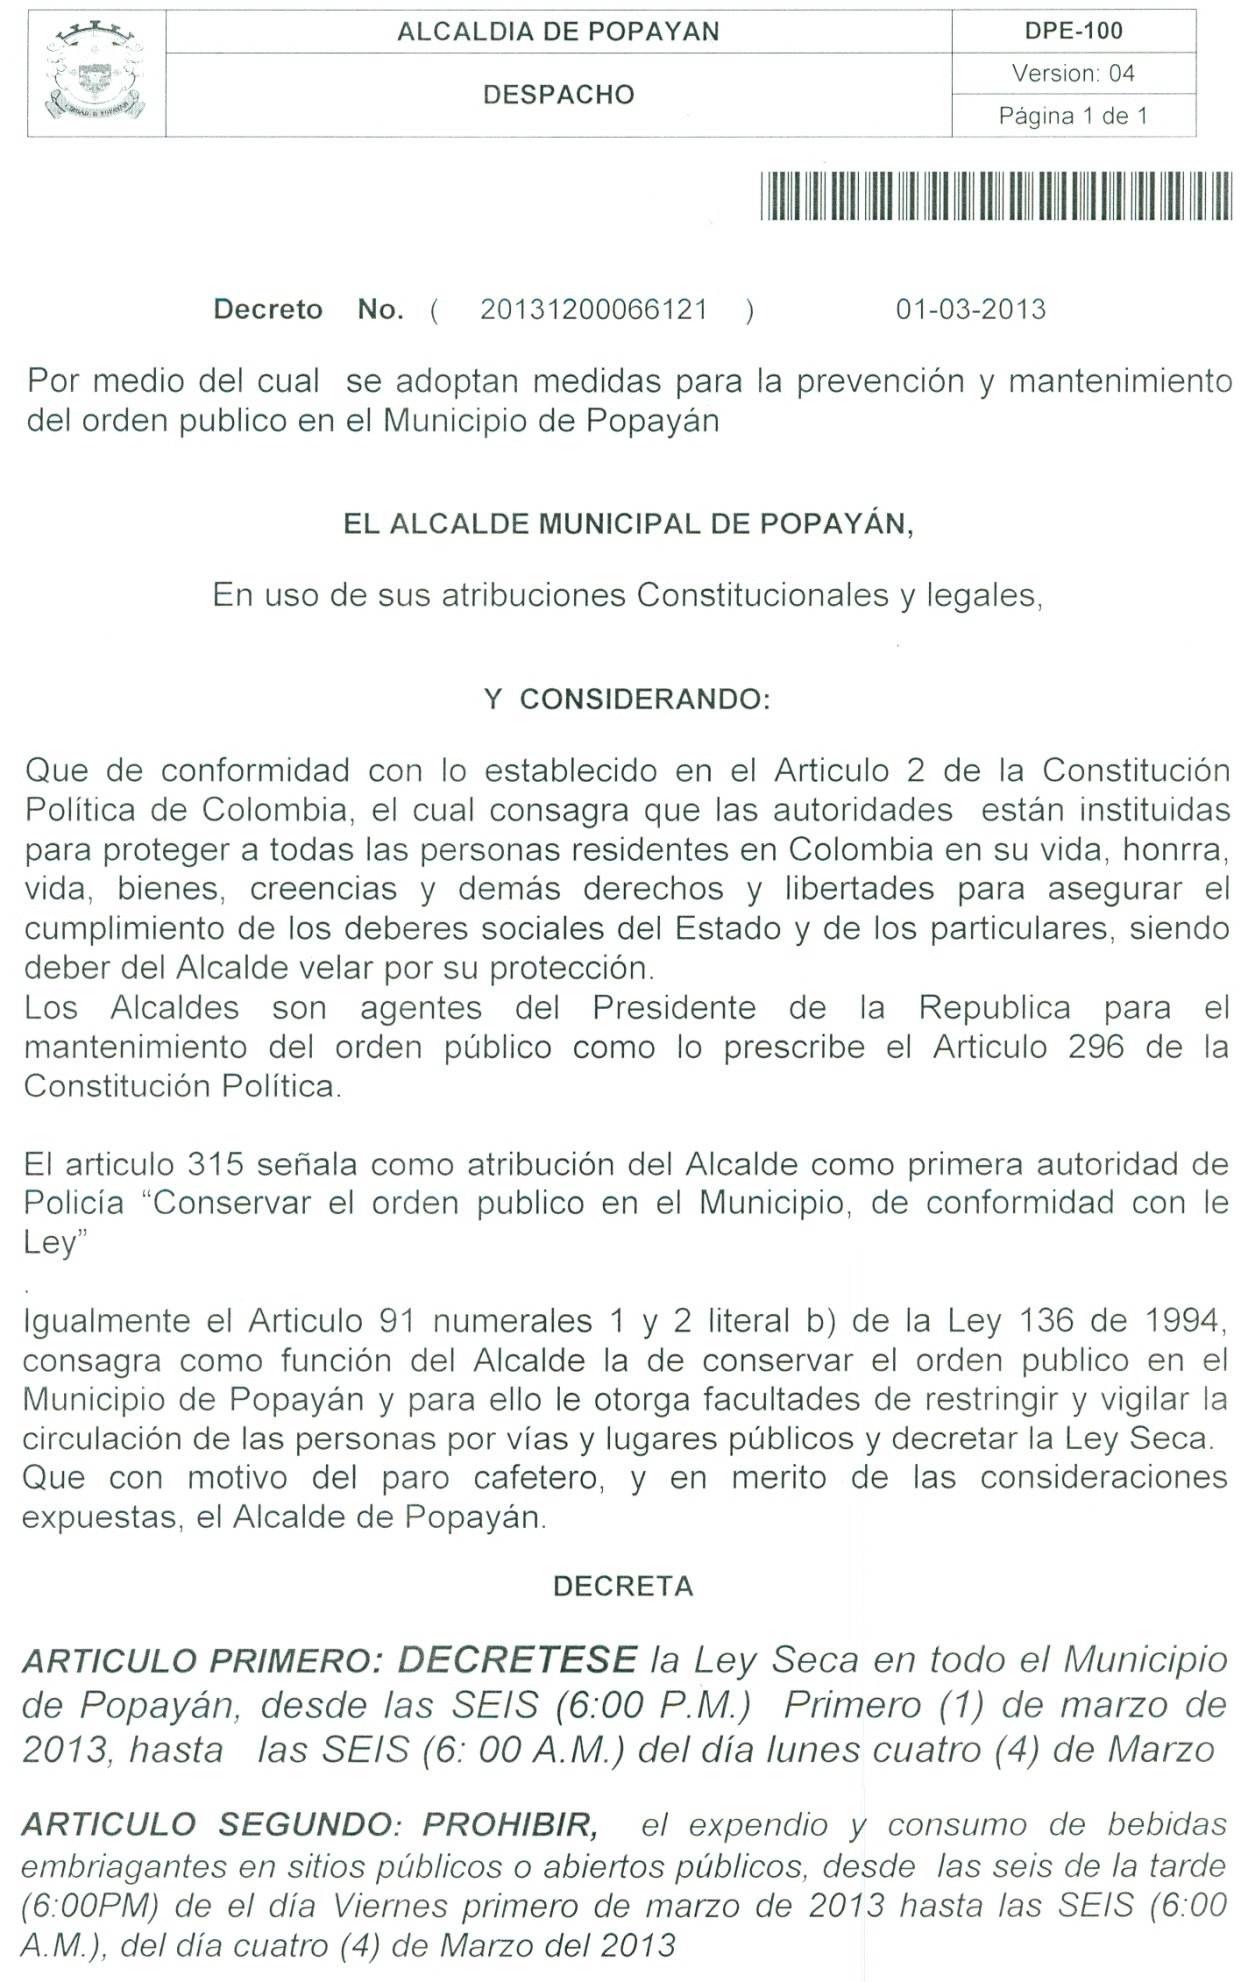 ALCALDIA DE POPAYAN
DPE-100
DESPACHO
Version: 04
Página 1 de 1
Decreto No. ( 20131200066121 ) 01-03-2013
Por medio del cual se adoptan medidas para la prevención y mantenimiento
del orden publico en el Municipio de Popayán
EL ALCALDE MUNICIPAL DE POPAYÁN,
En uso de sus atribuciones Constitucionales y legales,
Y CONSIDERANDO:
Que de conformidad con lo establecido en el Articulo 2 de la Constitución
Política de Colombia, el cual consagra que las autoridades están instituidas
para proteger a todas las personas residentes en Colombia en su vida, honrra,
vida, bienes, creencias y demás derechos y libertades para asegurar el
cumplimiento de los deberes sociales del Estado y de los particulares, siendo
deber del Alcalde velar por su protección.
Los Alcaldes son agentes del Presidente de la Republica para el
mantenimiento del orden público como lo prescribe el Articulo 296 de la
Constitución Política.
El articulo 315 señala como atribución del Alcalde como primera autoridad de
Policía “Conservar el orden publico en el Municipio, de conformidad con le
Ley”
.
Igualmente el Articulo 91 numerales 1 y 2 literal b) de la Ley 136 de 1994,
consagra como función del Alcalde la de conservar el orden publico en el
Municipio de Popayán y para ello le otorga facultades de restringir y vigilar la
circulación de las personas por vías y lugares públicos y decretar la Ley Seca.
Que con motivo del paro cafetero, y en merito de las consideraciones
expuestas, el Alcalde de Popayán.
DECRETA
ARTICULO PRIMERO: DECRETESE la Ley Seca en todo el Municipio
de Popayán, desde las SEIS (6:00 P.M.) Primero (1) de marzo de
2013, hasta las SEIS (6: 00 A.M.) del día lunes cuatro (4) de Marzo
ARTICULO SEGUNDO: PROHIBIR, el expendio y consumo de bebidas
embriagantes en sitios públicos o abiertos públicos, desde las seis de la tarde
(6:00PM) de el día Viernes primero de marzo de 2013 hasta las SEIS (6:00
A.M.), del día cuatro (4) de Marzo del 2013